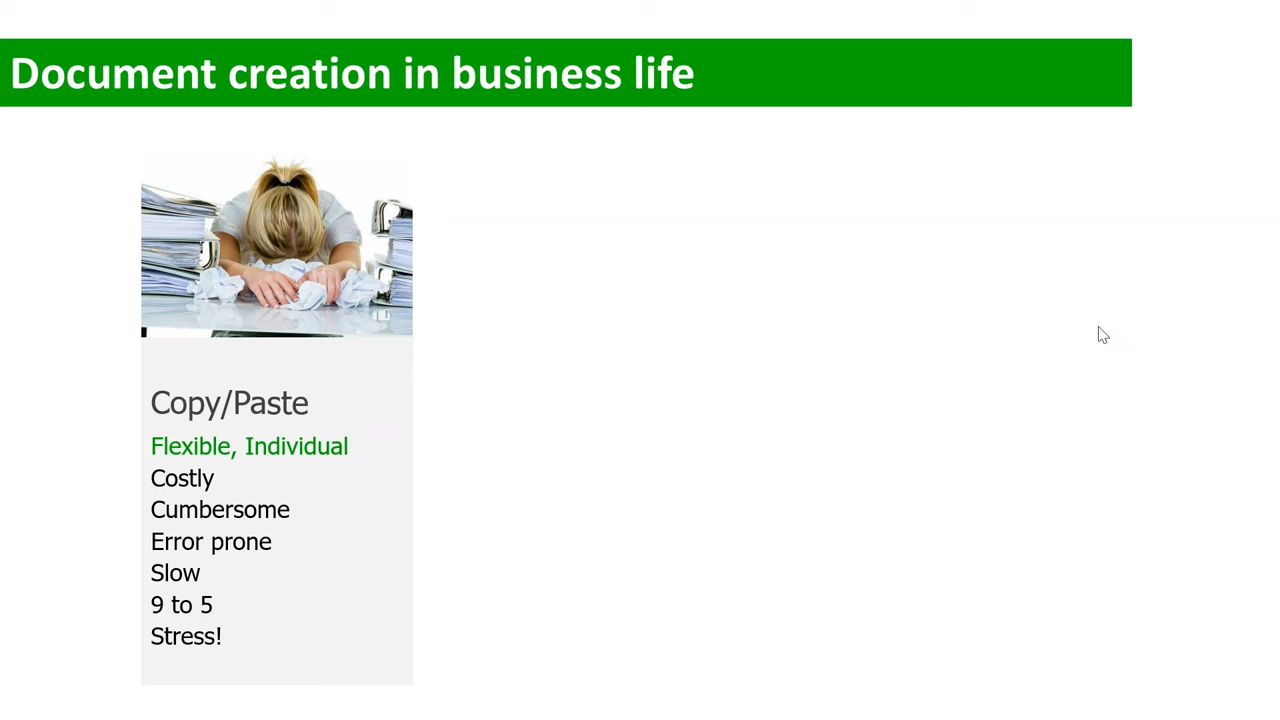 Document creation in business life
Copy/Paste
Flexible, Individual
Costly
Cumbersome
Error prone
Slow
9 to 5
Stress!